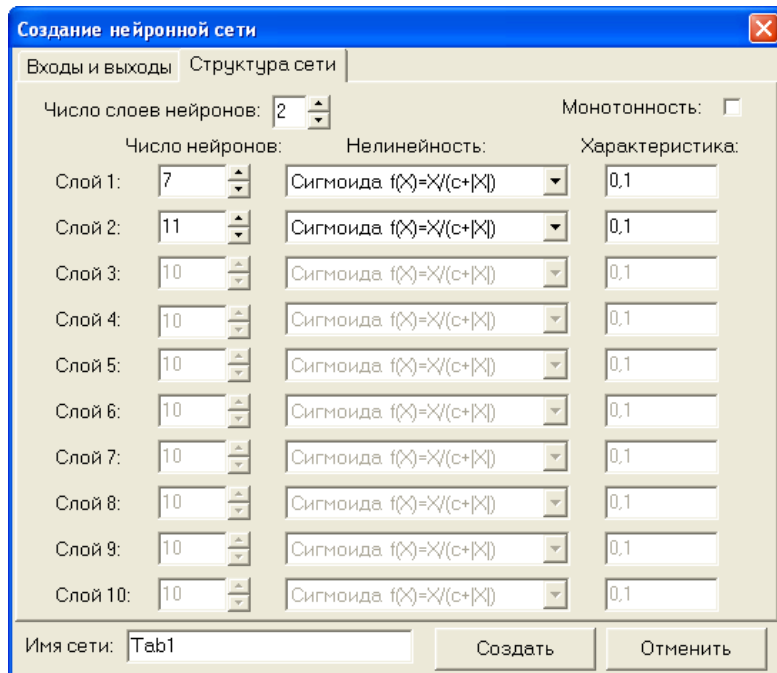 Создание нейронной сети
Входы и выходы Структура сети
Число слоев нейронов: 2 Монотонность:
Число нейронов: Нелинейность: Характеристика:
Слой 1: 7 Сигмоида f(X)=X/(c+|X|) 0,1
Слой 2: 11 Сигмоида f(X)=X/(c+|X|) 0,1
Слой 3: 10 Сигмоида f(X)=X/(c+|X|) 0,1
Слой 4: 10 Сигмоида f(X)=X/(c+|X|) 0,1
Слой 5: 10 Сигмоида f(X)=X/(c+|X|) 0,1
Слой 6: 10 Сигмоида f(X)=X/(c+|X|) 0,1
Слой 7: 10 Сигмоида f(X)=X/(c+|X|) 0,1
Слой 8: 10 Сигмоида f(X)=X/(c+|X|) 0,1
Слой 9: 10 Сигмоида f(X)=X/(c+|X|) 0,1
Слой 10: 10 Сигмоида f(X)=X/(c+|X|) 0,1
Имя сети: Tab1 Создать Отменить